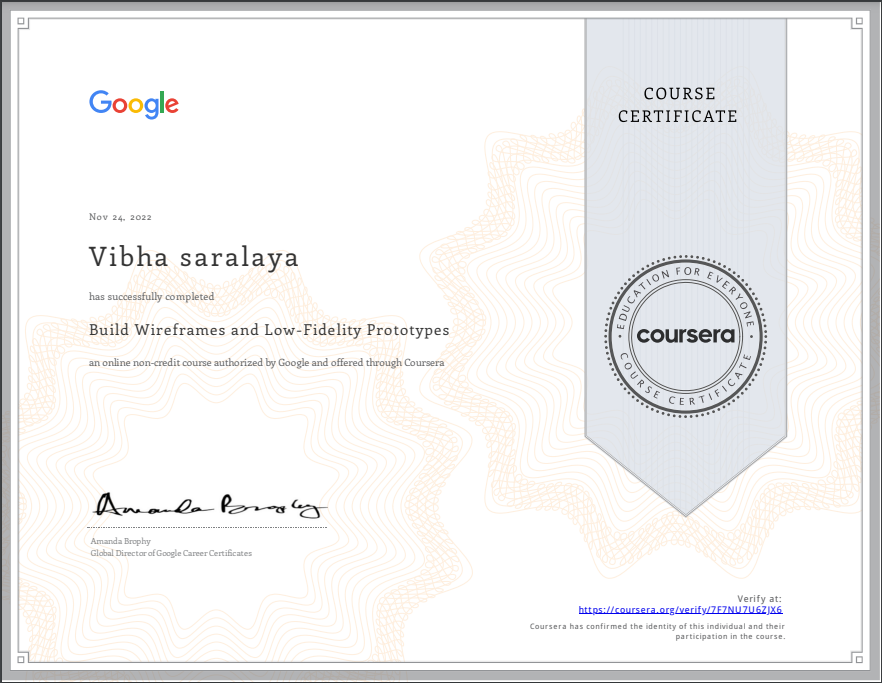 Google
COURSE
CERTIFICATE
Nov 24, 2022
Vibha saralaya
has successfully completed
Build Wireframes and Low-Fidelity Prototypes
an online non-credit course authorized by Google and offered through Coursera
• EDUCATION FOR EVERYONE •
coursera
COURSE CERTIFICATE
Amanda Brophy
Amanda Brophy
Global Director of Google Career Certificates
Verify at:
https://coursera.org/verify/7F7NU7U6ZJX6
Coursera has confirmed the identity of this individual and their
participation in the course.